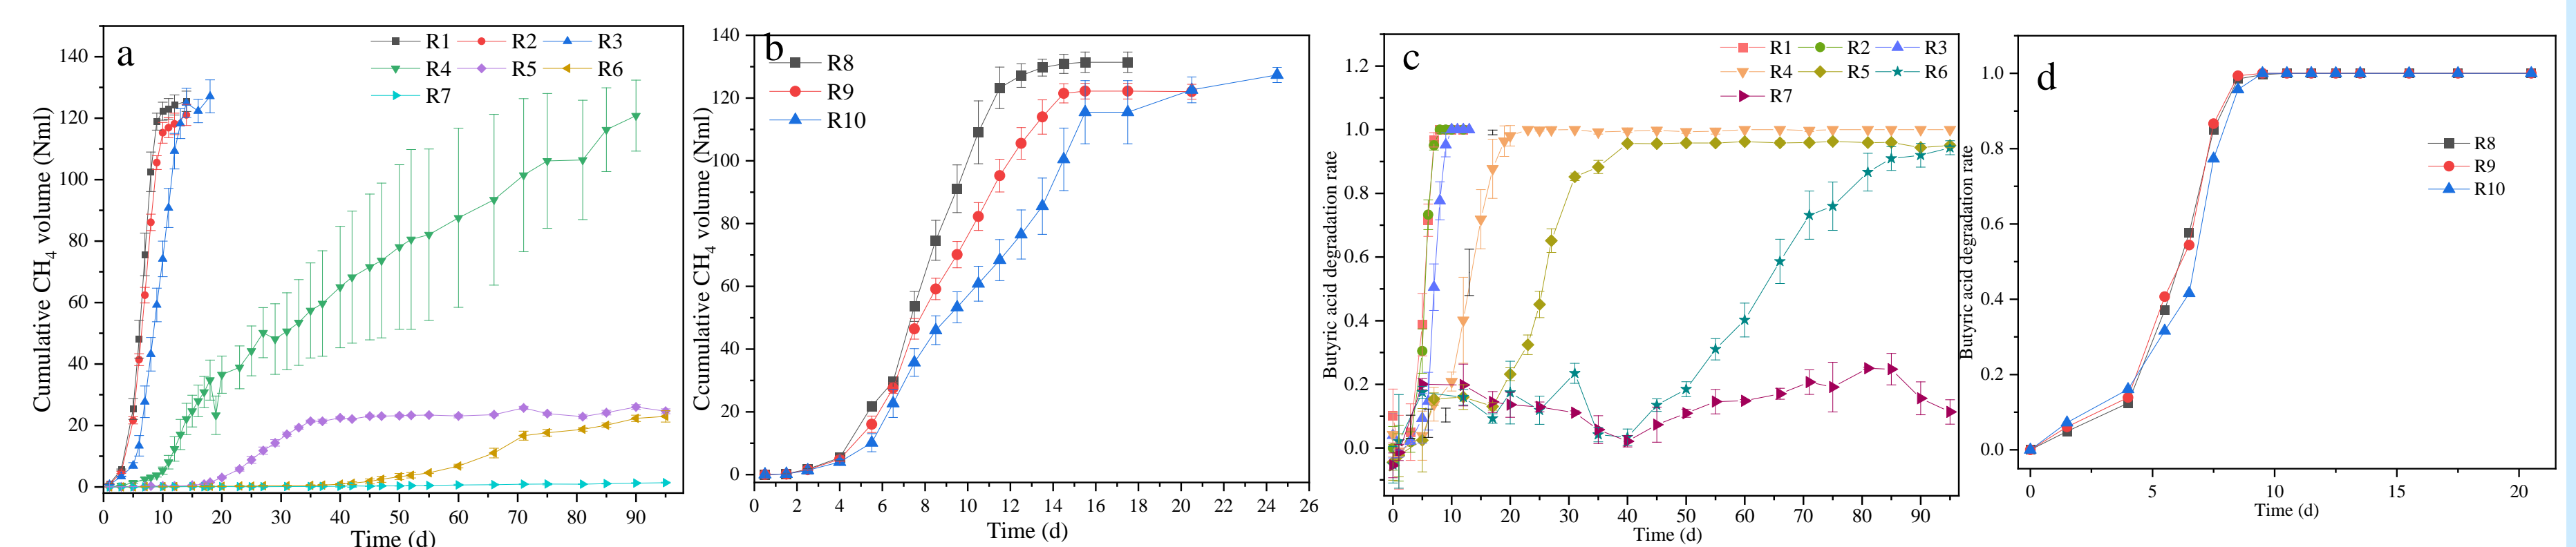 a
R1 R2 R3
R4 R5 R6
R7
Cumulative CH4 volume (Nml)
140
120
100
80
60
40
20
0
0 10 20 30 40 50 60 70 80 90
Time (d)
b
R8
R9
R10
Ccumulative CH4 volume (Nml)
140
120
100
80
60
40
20
0
0 2 4 6 8 10 12 14 16 18 20 22 24 26
Time (d)
c
R1 R2 R3
R4 R5 R6
R7
Butyric acid degradation rate
1.2
1.0
0.8
0.6
0.4
0.2
0.0
0 10 20 30 40 50 60 70 80 90
Time (d)
d
R8
R9
R10
Butyric acid degradation rate
1.0
0.8
0.6
0.4
0.2
0.0
0 5 10 15 20
Time (d)